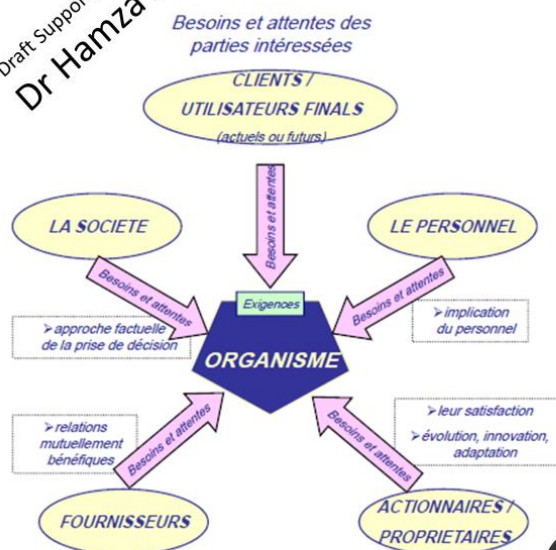 Draft Suppor
Dr Hamza
Besoins et attentes des
parties intéressées
CLIENTS /
UTILISATEURS FINALS
(actuels ou futurs)
Besoins et attentes
LA SOCIETE
LE PERSONNEL
Besoins et attentes
Besoins et attentes
Exigences
➢approche factuelle
de la prise de décision
➢implication
du personnel
ORGANISME
➢relations
mutuellement
bénéfiques
Besoins et attentes
Besoins et attentes
➢leur satisfaction
➢évolution, innovation,
adaptation
FOURNISSEURS
ACTIONNAIRES /
PROPRIETAIRES